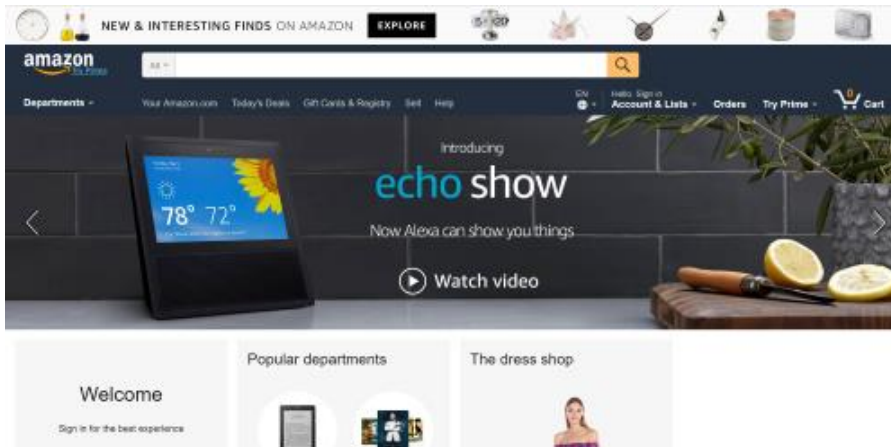 NEW & INTERESTING FINDS ON AMAZON EXPLORE
amazon
Try Prime
All
Departments
Your Amazon.com Today's Deals Gift Cards & Registry Sell Help
EN
Hello. Sign in
Account & Lists Orders Try Prime 0 Cart
Introducing
echo show
Now Alexa can show you things
Watch video
78° 72°
Popular departments
The dress shop
Welcome
Sign in for the best experience